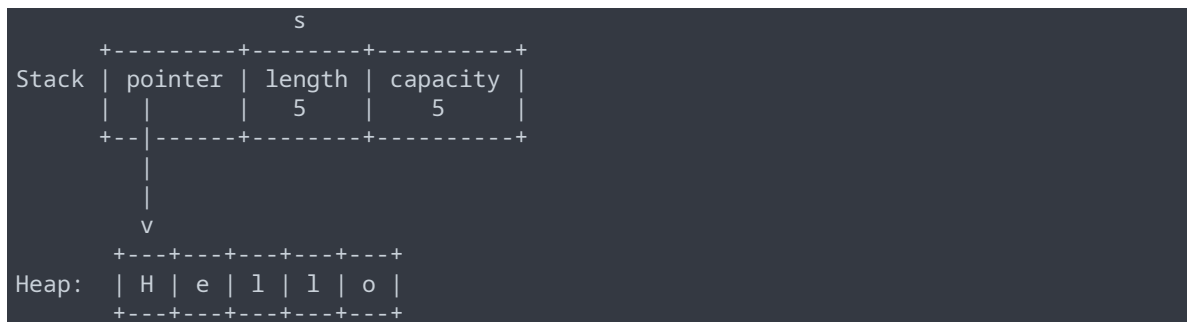 s
      +---------+--------+----------+
Stack | pointer | length | capacity |
      |  |      |   5    |    5     |
      +--|------+--------+----------+
         |
         |
         v
       +---+---+---+---+---+
Heap:  | H | e | l | l | o |
       +---+---+---+---+---+